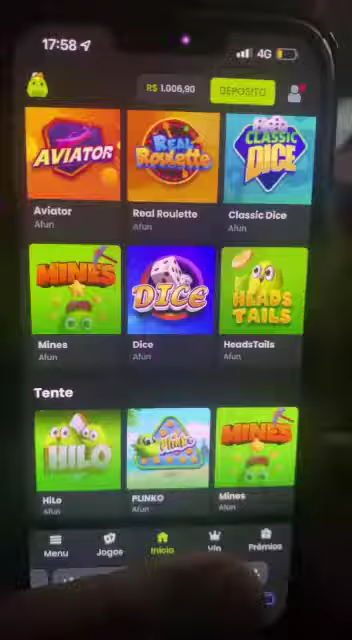 17:58 4G
R$ 1.006,90 DEPOSITO
AVIATOR REAL Roulette CLASSIC DICE
Aviator Real Roulette Classic Dice
Afun Afun Afun
MINES DICE HEADS TAILS
Mines Dice HeadsTails
Afun Afun Afun
Tente
HILO Plinko MINES
HiLo PLINKO Mines
Afun Afun Afun
Menu Jogos Início Vip Prêmios